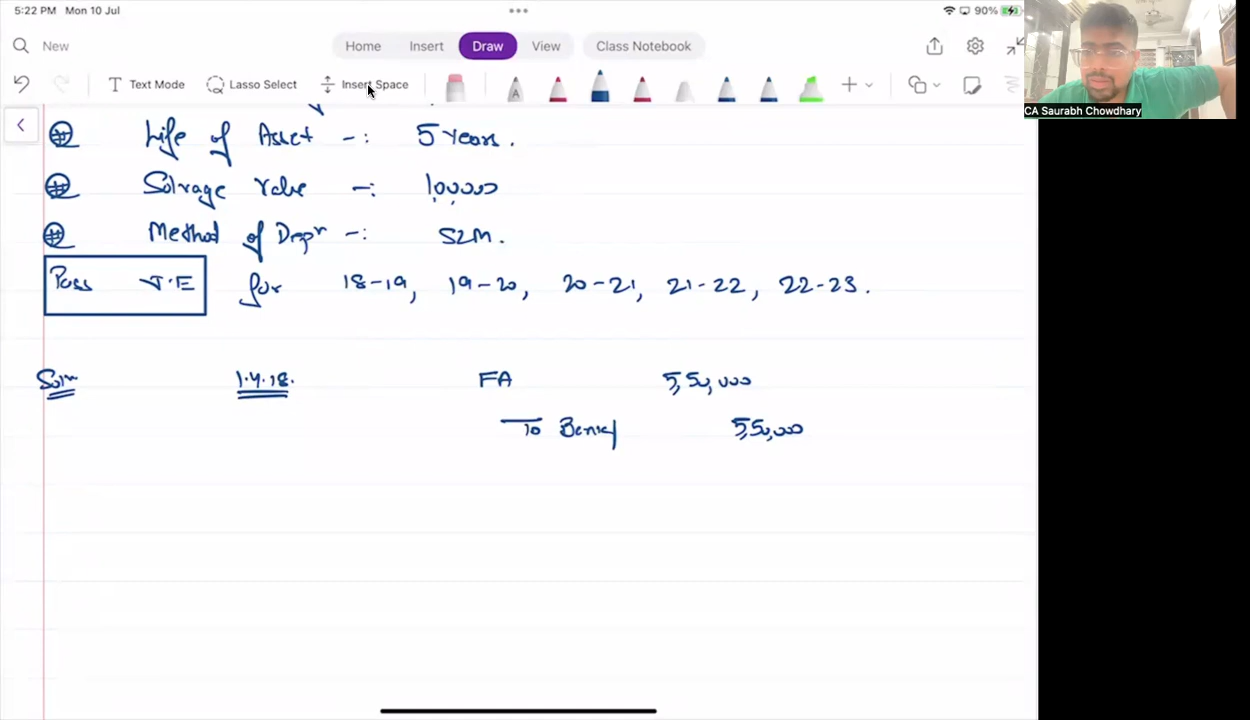 5:22 PM Mon 10 Jul
90%
New
Home Insert Draw View Class Notebook
Text Mode Lasso Select Insert Space
A
CA Saurabh Chowdhary
Life of Asset -: 5 Years.
Solvage Value -: 10,000
Method of Depn -: SLM.
Pass J.E for 18-19, 19-20, 20-21, 21-22, 22-23.
Soln 1.4.18. FA 5,50,000
To Bank 5,50,000